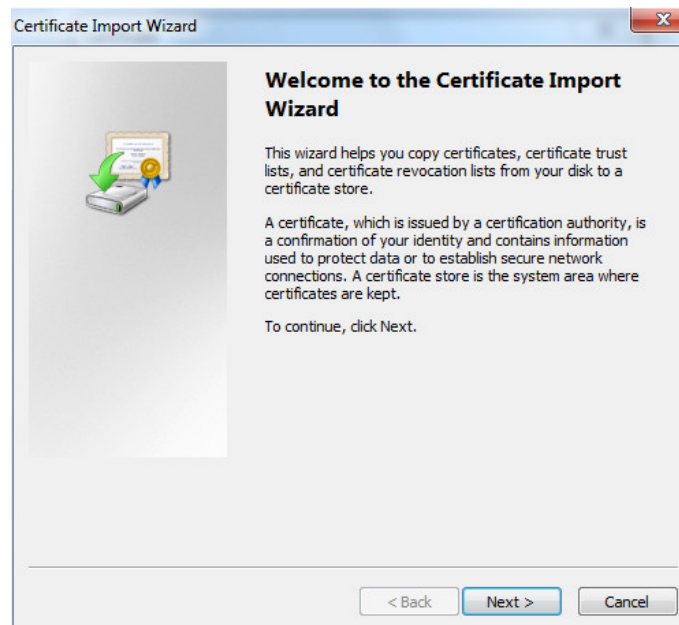 Certificate Import Wizard
Welcome to the Certificate Import
Wizard
This wizard helps you copy certificates, certificate trust
lists, and certificate revocation lists from your disk to a
certificate store.
A certificate, which is issued by a certification authority, is
a confirmation of your identity and contains information
used to protect data or to establish secure network
connections. A certificate store is the system area where
certificates are kept.
To continue, click Next.
< Back Next > Cancel